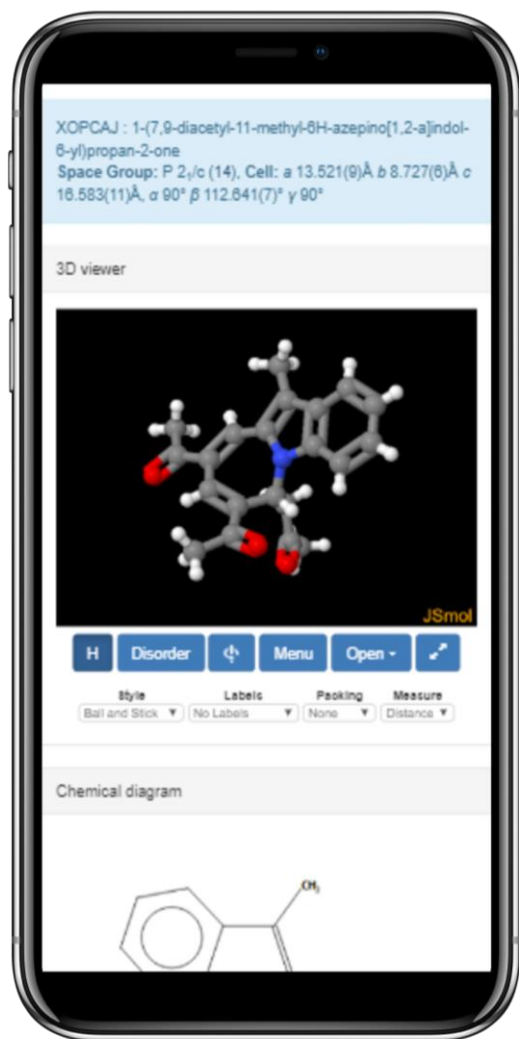 XOPCAJ : 1-(7,9-diacetyl-11-methyl-6H-azepino[1,2-a]indol-
6-yl)propan-2-one
Space Group: P 2₁/c (14), Cell: a 13.521(9)Å b 8.727(6)Å c
16.583(11)Å, α 90° β 112.641(7)° γ 90°
3D viewer
JSmol
H Disorder Menu Open
Style Labels Packing Measure
Ball and Stick No Labels None Distance
Chemical diagram
CH₃